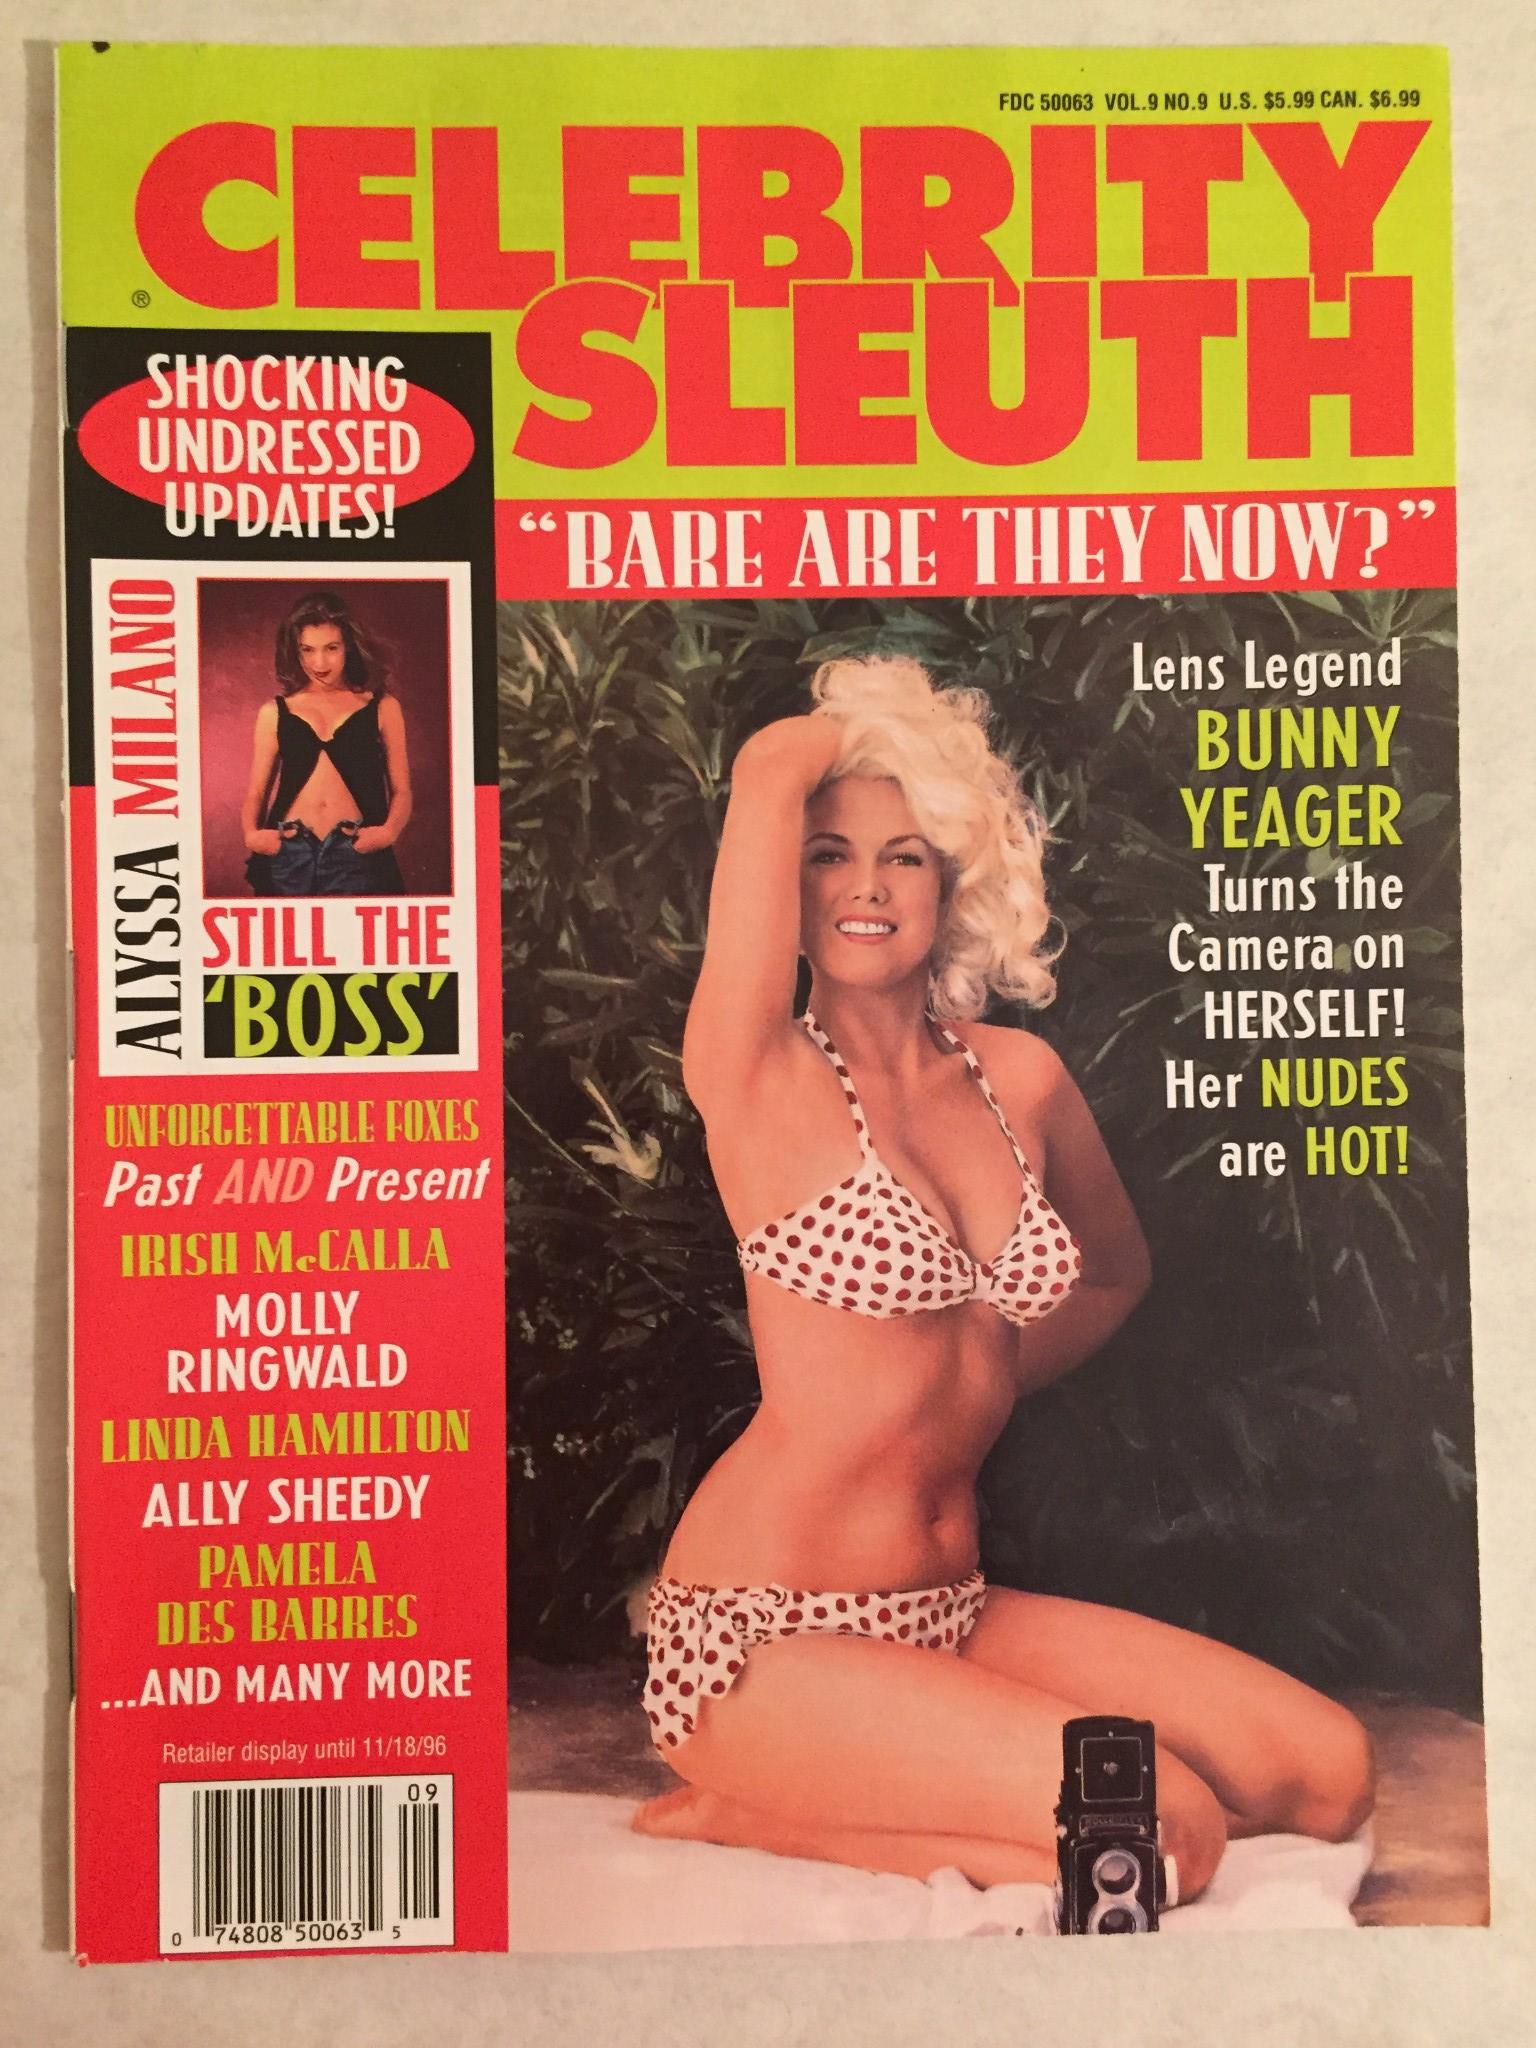 FDC 50063 VOL.9 NO.9 U.S. $5.99 CAN. $6.99
CELEBRITY
SLEUTH
®
SHOCKING
UNDRESSED
UPDATES!
"BARE ARE THEY NOW?"
ALYSSA MILANO
STILL THE
'BOSS'
Lens Legend
BUNNY
YEAGER
Turns the
Camera on
HERSELF!
Her NUDES
are HOT!
UNFORGETTABLE FOXES
Past AND Present
IRISH McCALLA
MOLLY
RINGWALD
LINDA HAMILTON
ALLY SHEEDY
PAMELA
DES BARRES
...AND MANY MORE
Retailer display until 11/18/96
09
0 74808 50063 5
ROLLEIFLEX